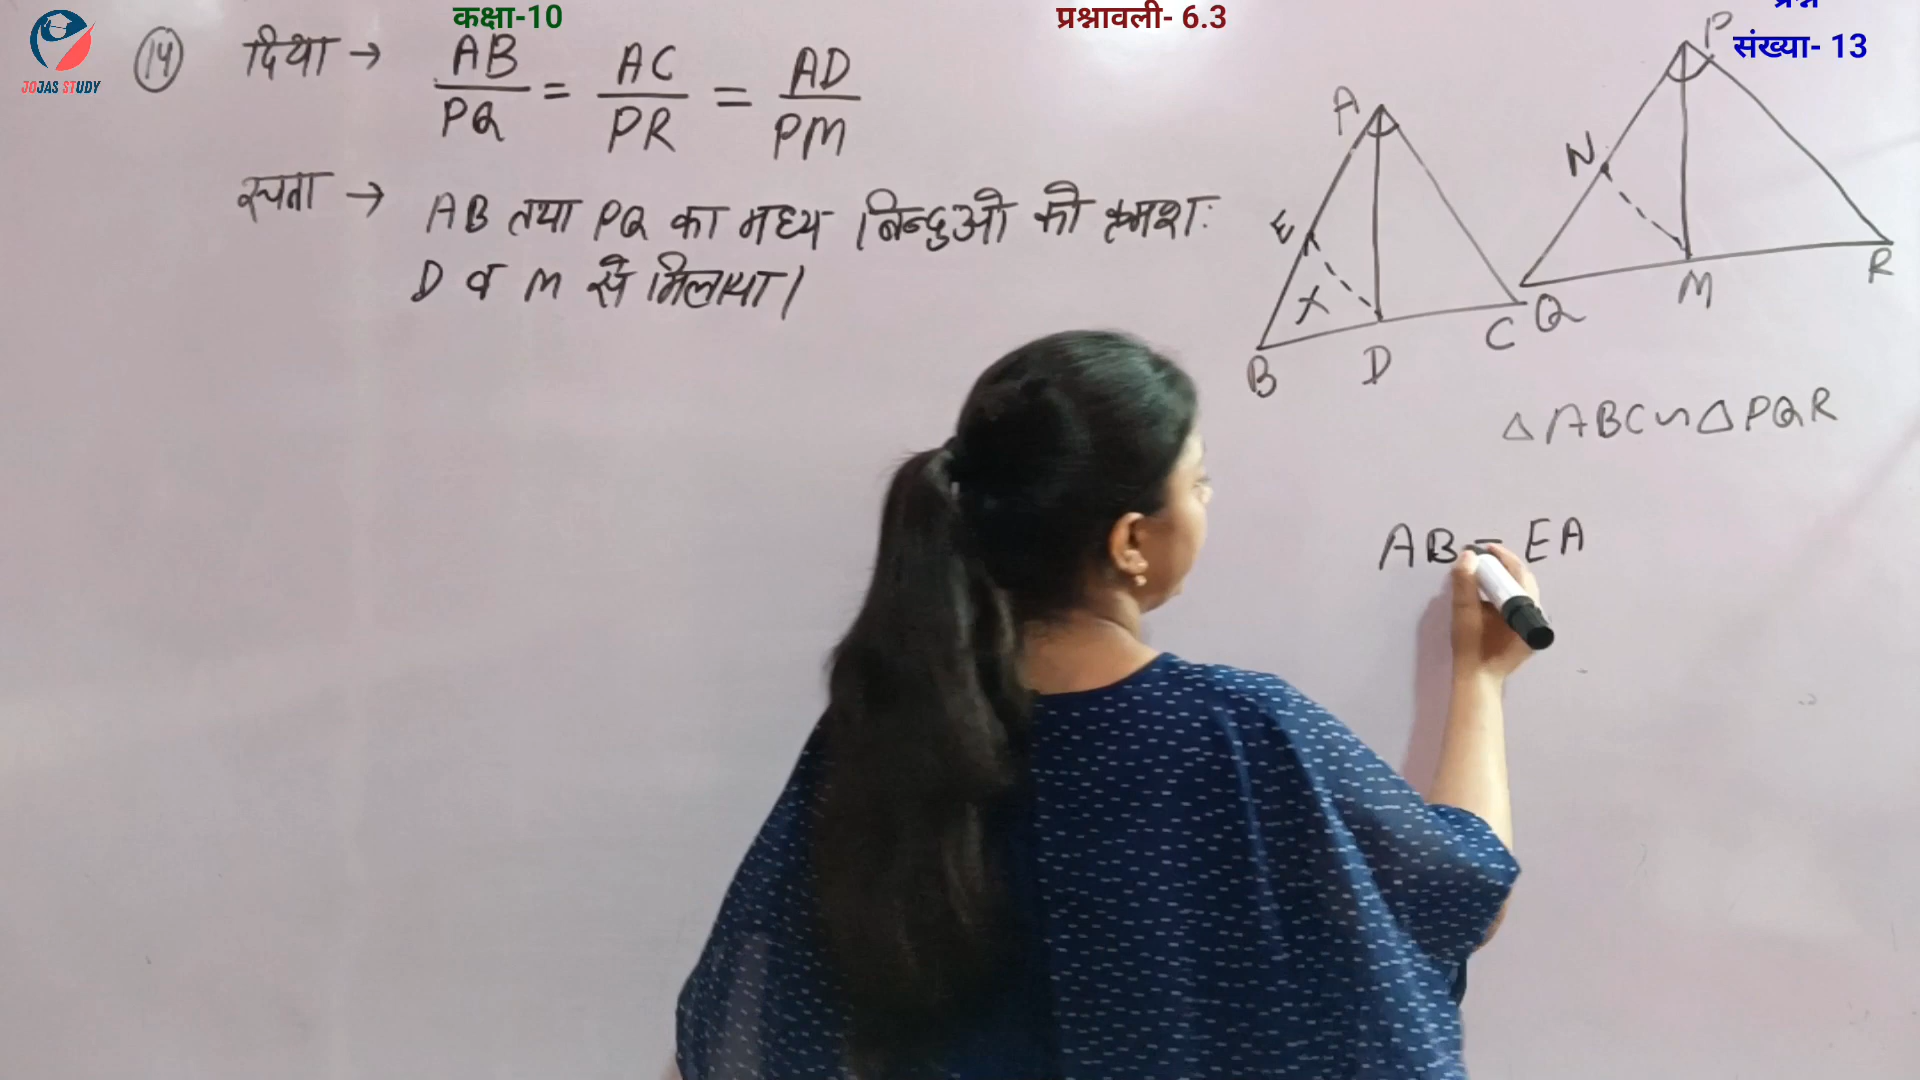 कक्षा-10
प्रश्नावली- 6.3
प्रश्न
संख्या- 13
JOJAS STUDY
14 दिया → AB/PQ = AC/PR = AD/PM
रचना → AB तथा PQ का मध्य बिन्दुओ को क्रमश:
D व M से मिलाया।
A
E
X
B
D
C
P
N
Q
M
R
△ABC ∽ △PQR
AB = EA